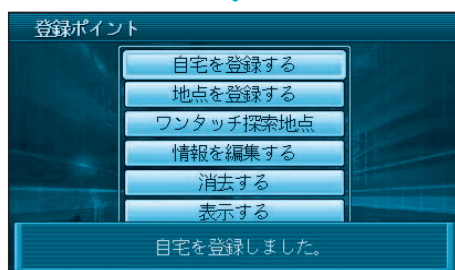 登録ポイント
自宅を登録する
地点を登録する
ワンタッチ探索地点
情報を編集する
消去する
表示する
自宅を登録しました。